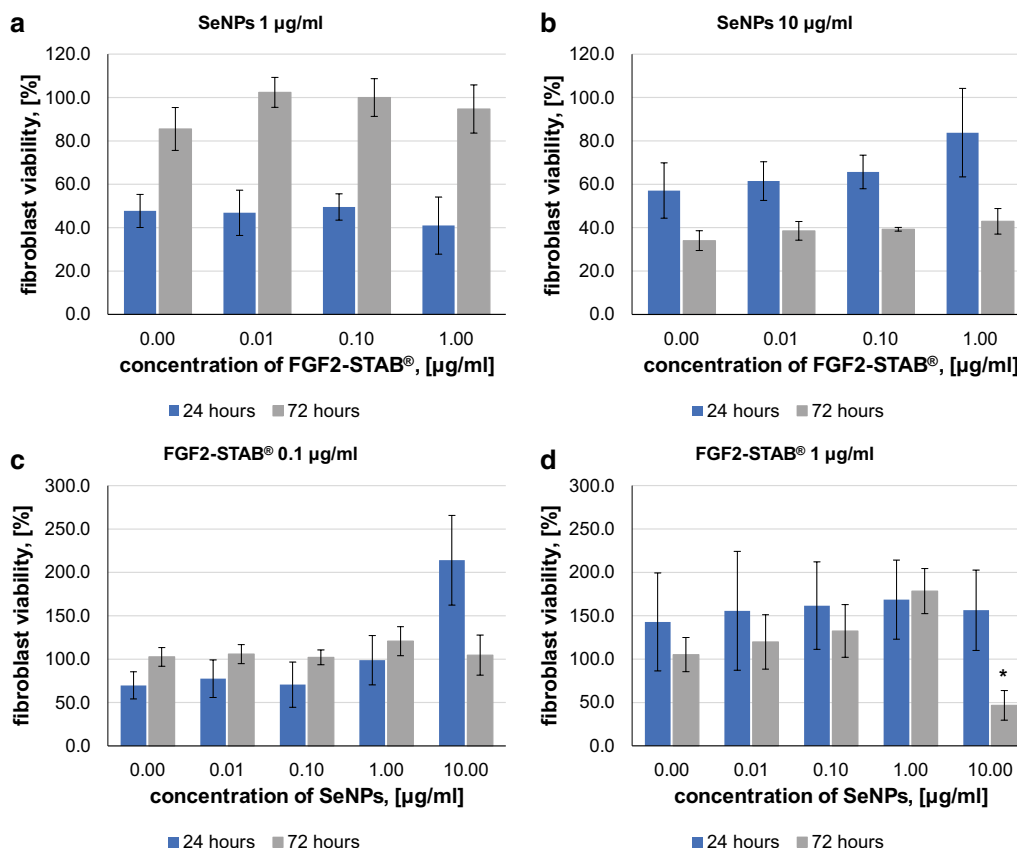 a
SeNPs 1 µg/ml
fibroblast viability, [%]
120.0
100.0
80.0
60.0
40.0
20.0
0.0
0.00 0.01 0.10 1.00
concentration of FGF2-STAB®, [µg/ml]
24 hours 72 hours
b
SeNPs 10 µg/ml
fibroblast viability, [%]
120.0
100.0
80.0
60.0
40.0
20.0
0.0
0.00 0.01 0.10 1.00
concentration of FGF2-STAB®, [µg/ml]
24 hours 72 hours
c
FGF2-STAB® 0.1 µg/ml
fibroblast viability, [%]
300.0
250.0
200.0
150.0
100.0
50.0
0.0
0.00 0.01 0.10 1.00 10.00
concentration of SeNPs, [µg/ml]
24 hours 72 hours
d
FGF2-STAB® 1 µg/ml
fibroblast viability, [%]
300.0
250.0
200.0
150.0
100.0
50.0
0.0
*
0.00 0.01 0.10 1.00 10.00
concentration of SeNPs, [µg/ml]
24 hours 72 hours